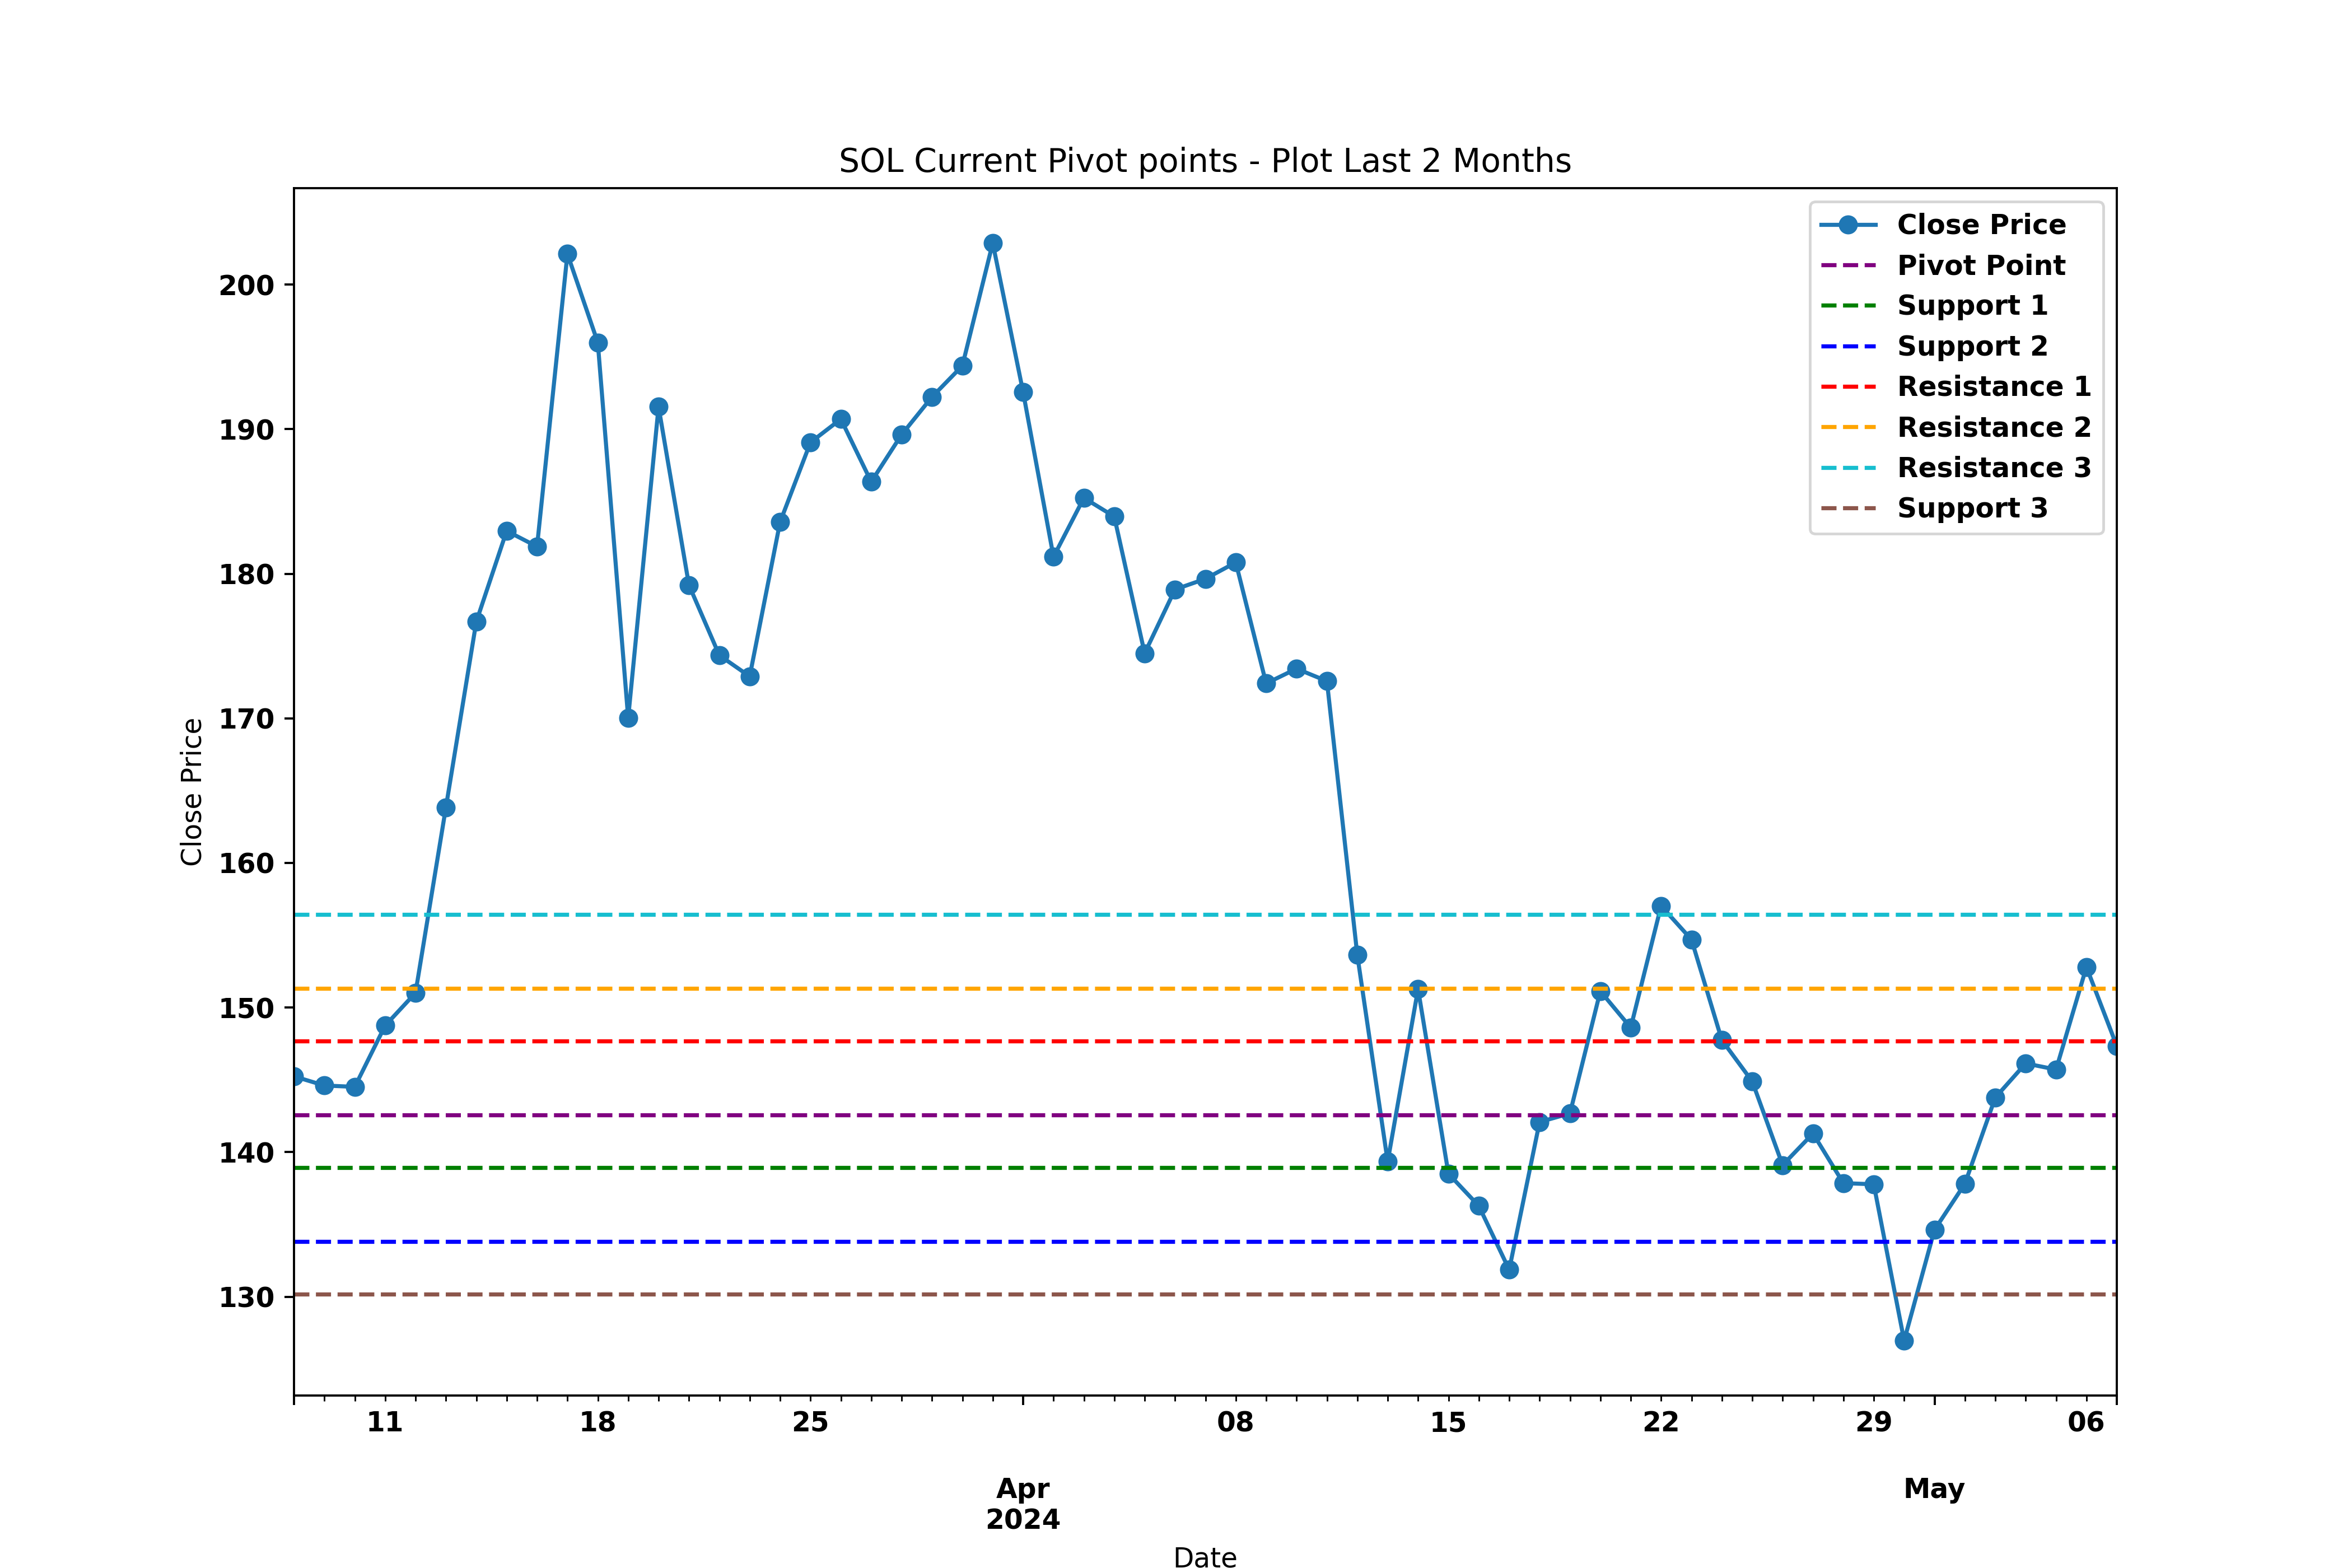 SOL Current Pivot points - Plot Last 2 Months
Close Price
Pivot Point
Support 1
Support 2
Resistance 1
Resistance 2
Resistance 3
Support 3
200
190
180
170
160
150
140
130
Close Price
11
18
25
08
15
22
29
06
Apr
2024
May
Date